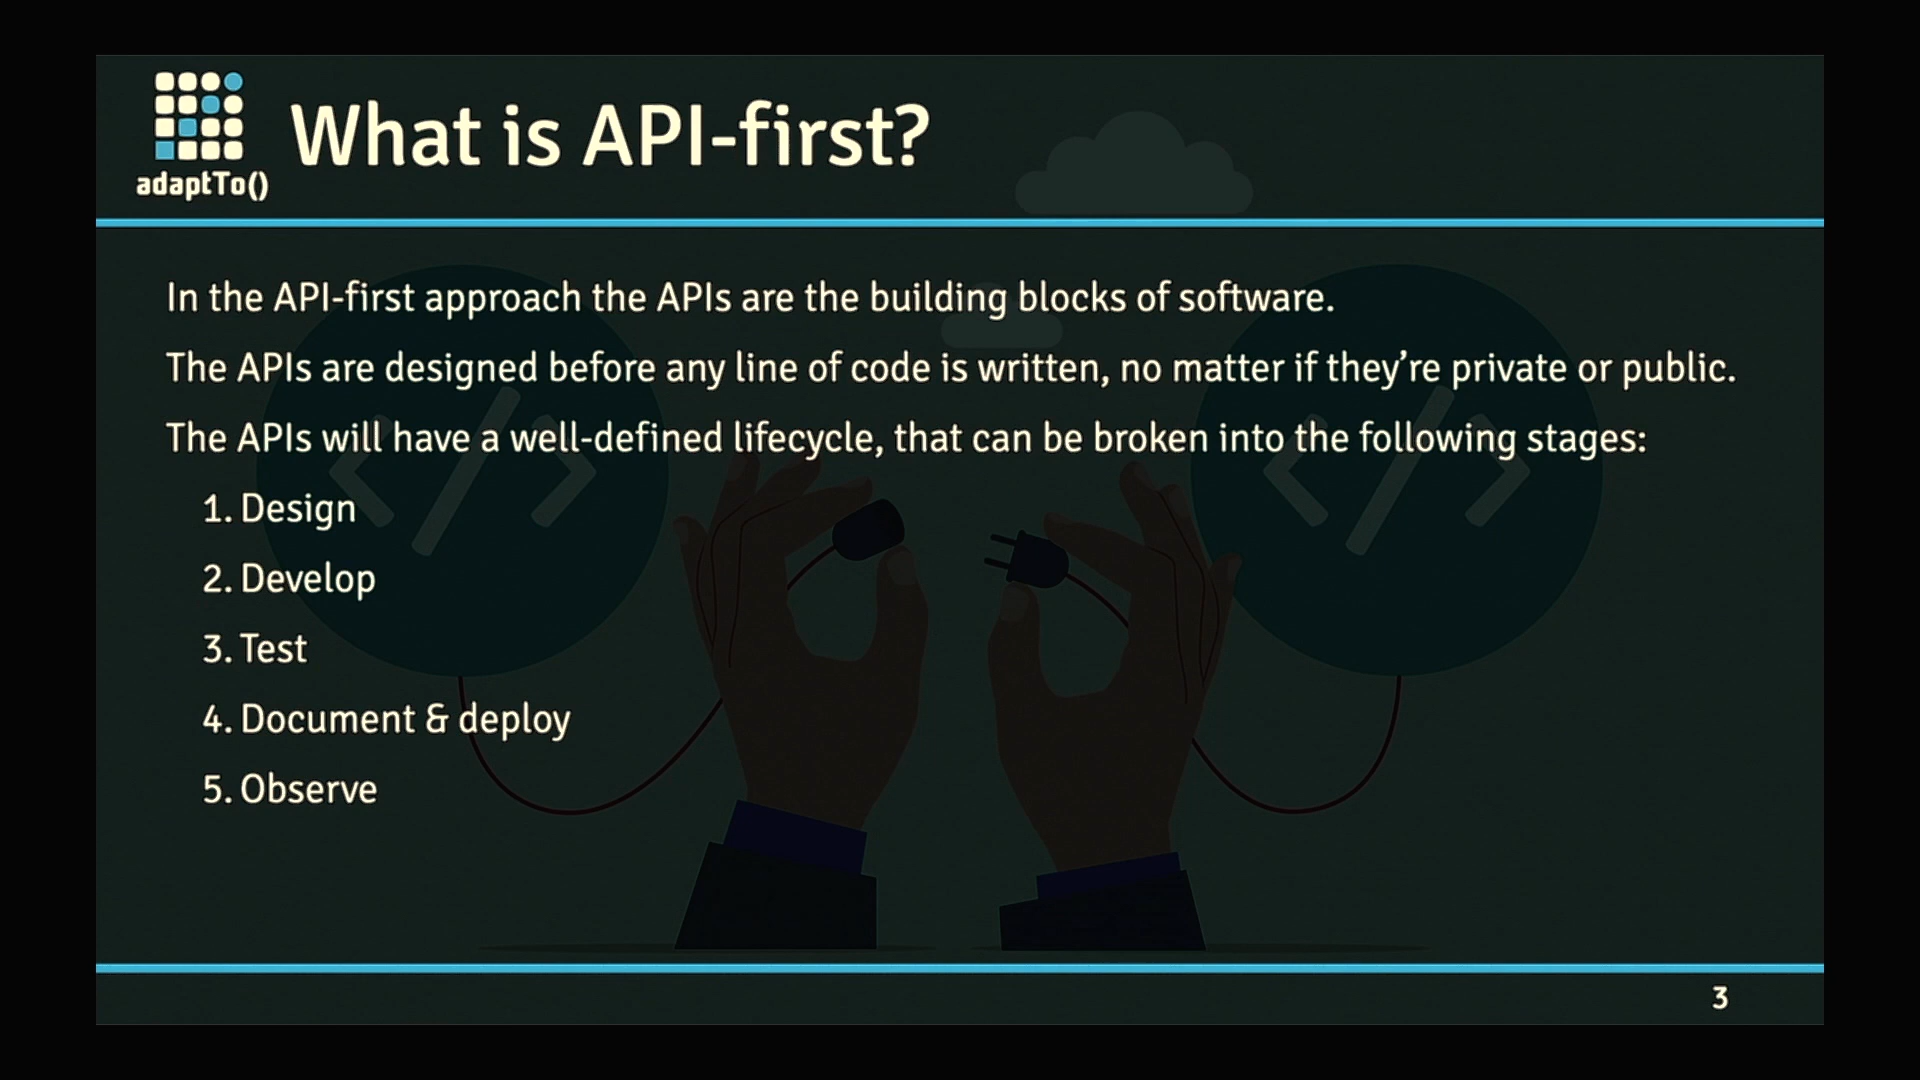 adaptTo()
What is API-first?
In the API-first approach the APIs are the building blocks of software.
The APIs are designed before any line of code is written, no matter if they’re private or public.
The APIs will have a well-defined lifecycle, that can be broken into the following stages:
1. Design
2. Develop
3. Test
4. Document & deploy
5. Observe
3